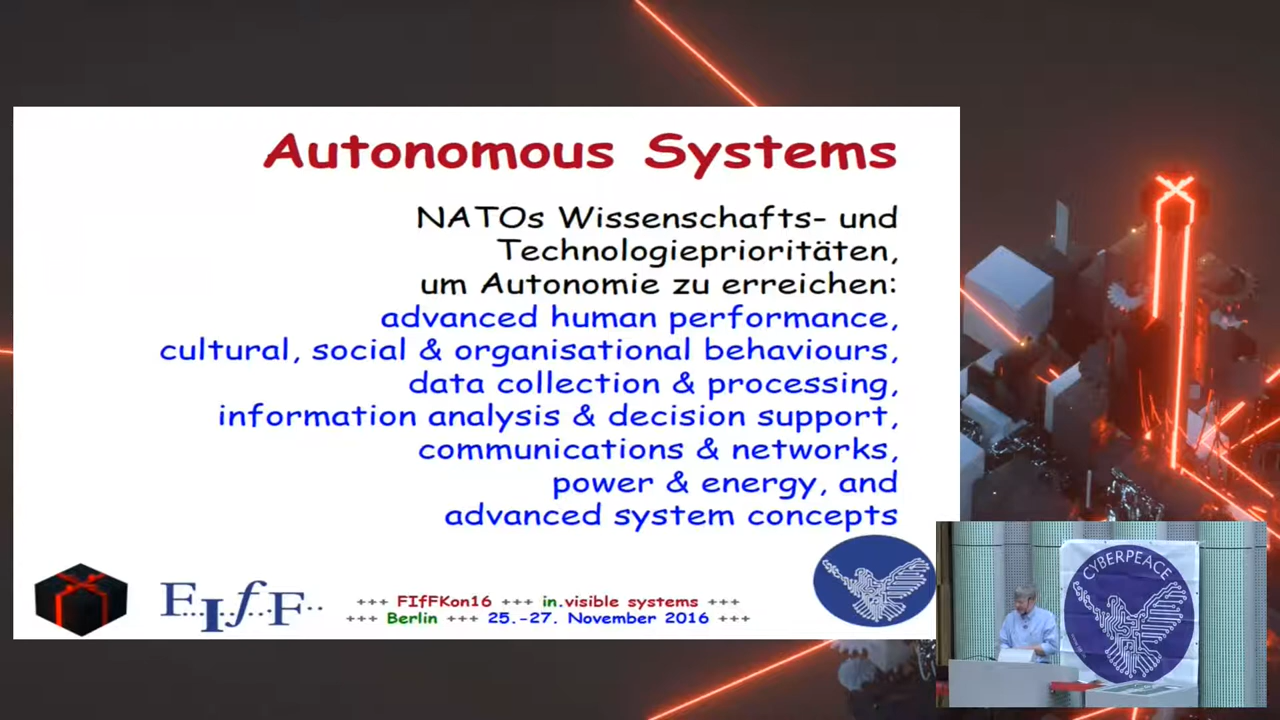 Autonomous Systems
NATOs Wissenschafts- und
Technologieprioritäten,
um Autonomie zu erreichen:
advanced human performance,
cultural, social & organisational behaviours,
data collection & processing,
information analysis & decision support,
communications & networks,
power & energy, and
advanced system concepts
FIfF
+++ FIfFKon16 +++ in.visible systems +++
+++ Berlin +++ 25.-27. November 2016 +++
CYBERPEACE